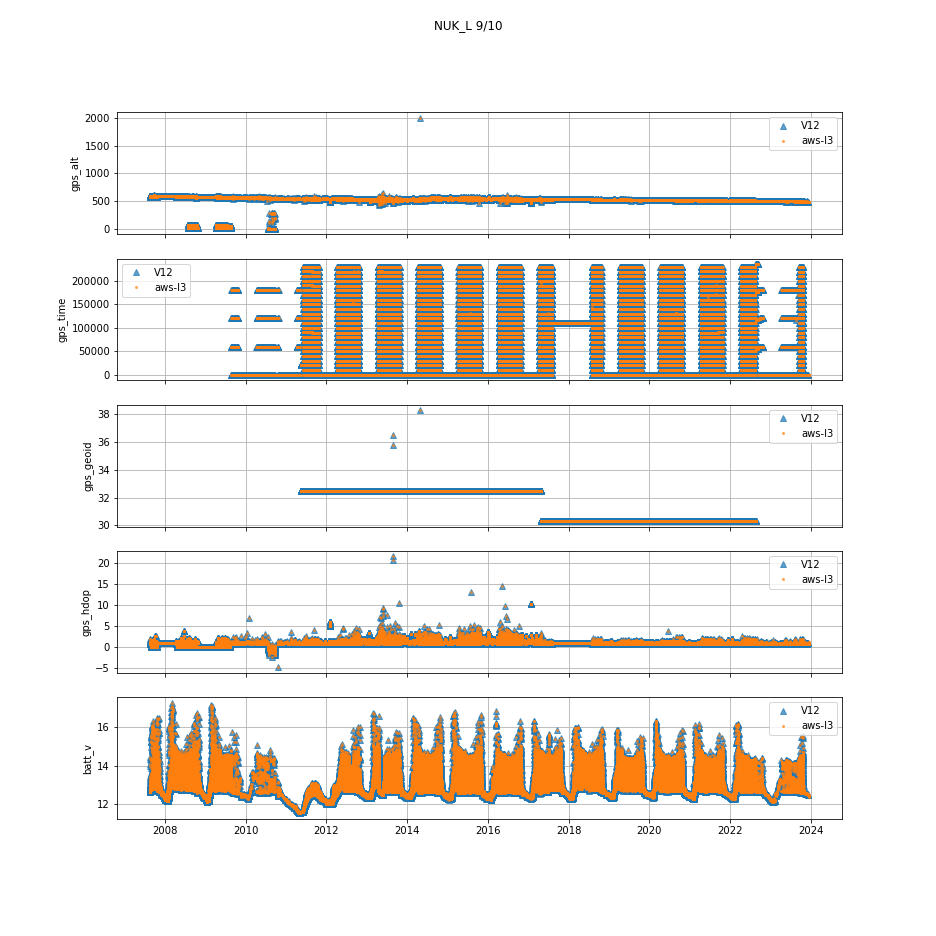 NUK_L 9/10
gps_alt
2000
1500
1000
500
0
V12
aws-l3
gps_time
200000
150000
100000
50000
0
V12
aws-l3
gps_geoid
38
36
34
32
30
V12
aws-l3
gps_hdop
20
15
10
5
0
−5
V12
aws-l3
batt_v
16
14
12
V12
aws-l3
2008 2010 2012 2014 2016 2018 2020 2022 2024